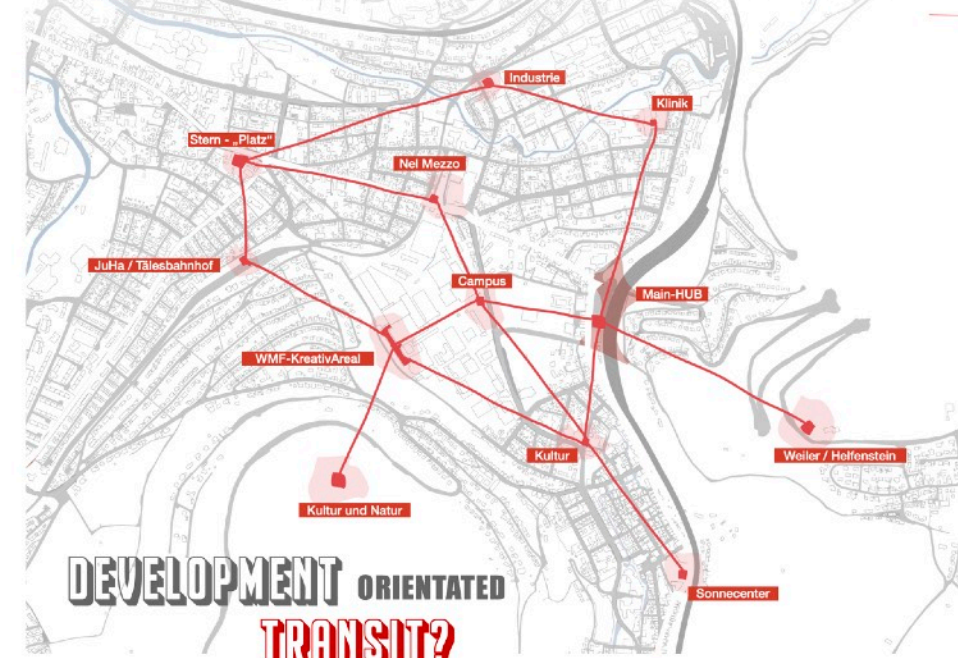 Industrie
Klinik
Stern - „Platz“
Nel Mezzo
JuHa / Tälesbahnhof
Campus
Main-HUB
WMF-KreativAreal
Kultur
Weiler / Helfenstein
Kultur und Natur
Sonnecenter
DEVELOPMENT ORIENTATED
TRANSIT?